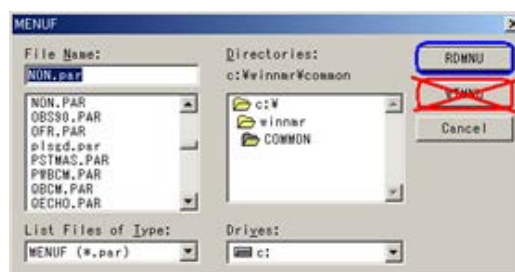 MENUF
File Name:
NON.par
NON.PAR
OBS90.PAR
OFR.PAR
plsgd.par
PSTMAS.PAR
PWBCM.PAR
QBCM.PAR
QECHO.PAR
List Files of Type:
MENUF (*.par)
Directories:
c:¥winnmr¥common
c:¥
winnmr
COMMON
Drives:
c:
RDMNU
WTMNU
Cancel